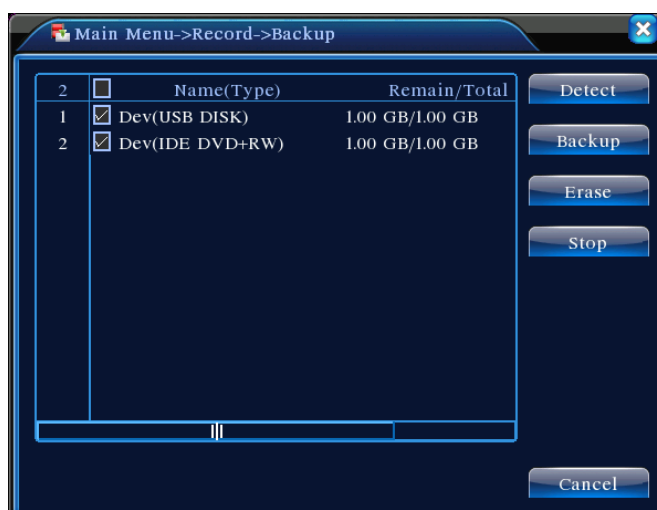 Main Menu->Record->Backup
2 Name(Type) Remain/Total
1 Dev(USB DISK) 1.00 GB/1.00 GB
2 Dev(IDE DVD+RW) 1.00 GB/1.00 GB
Detect
Backup
Erase
Stop
Cancel